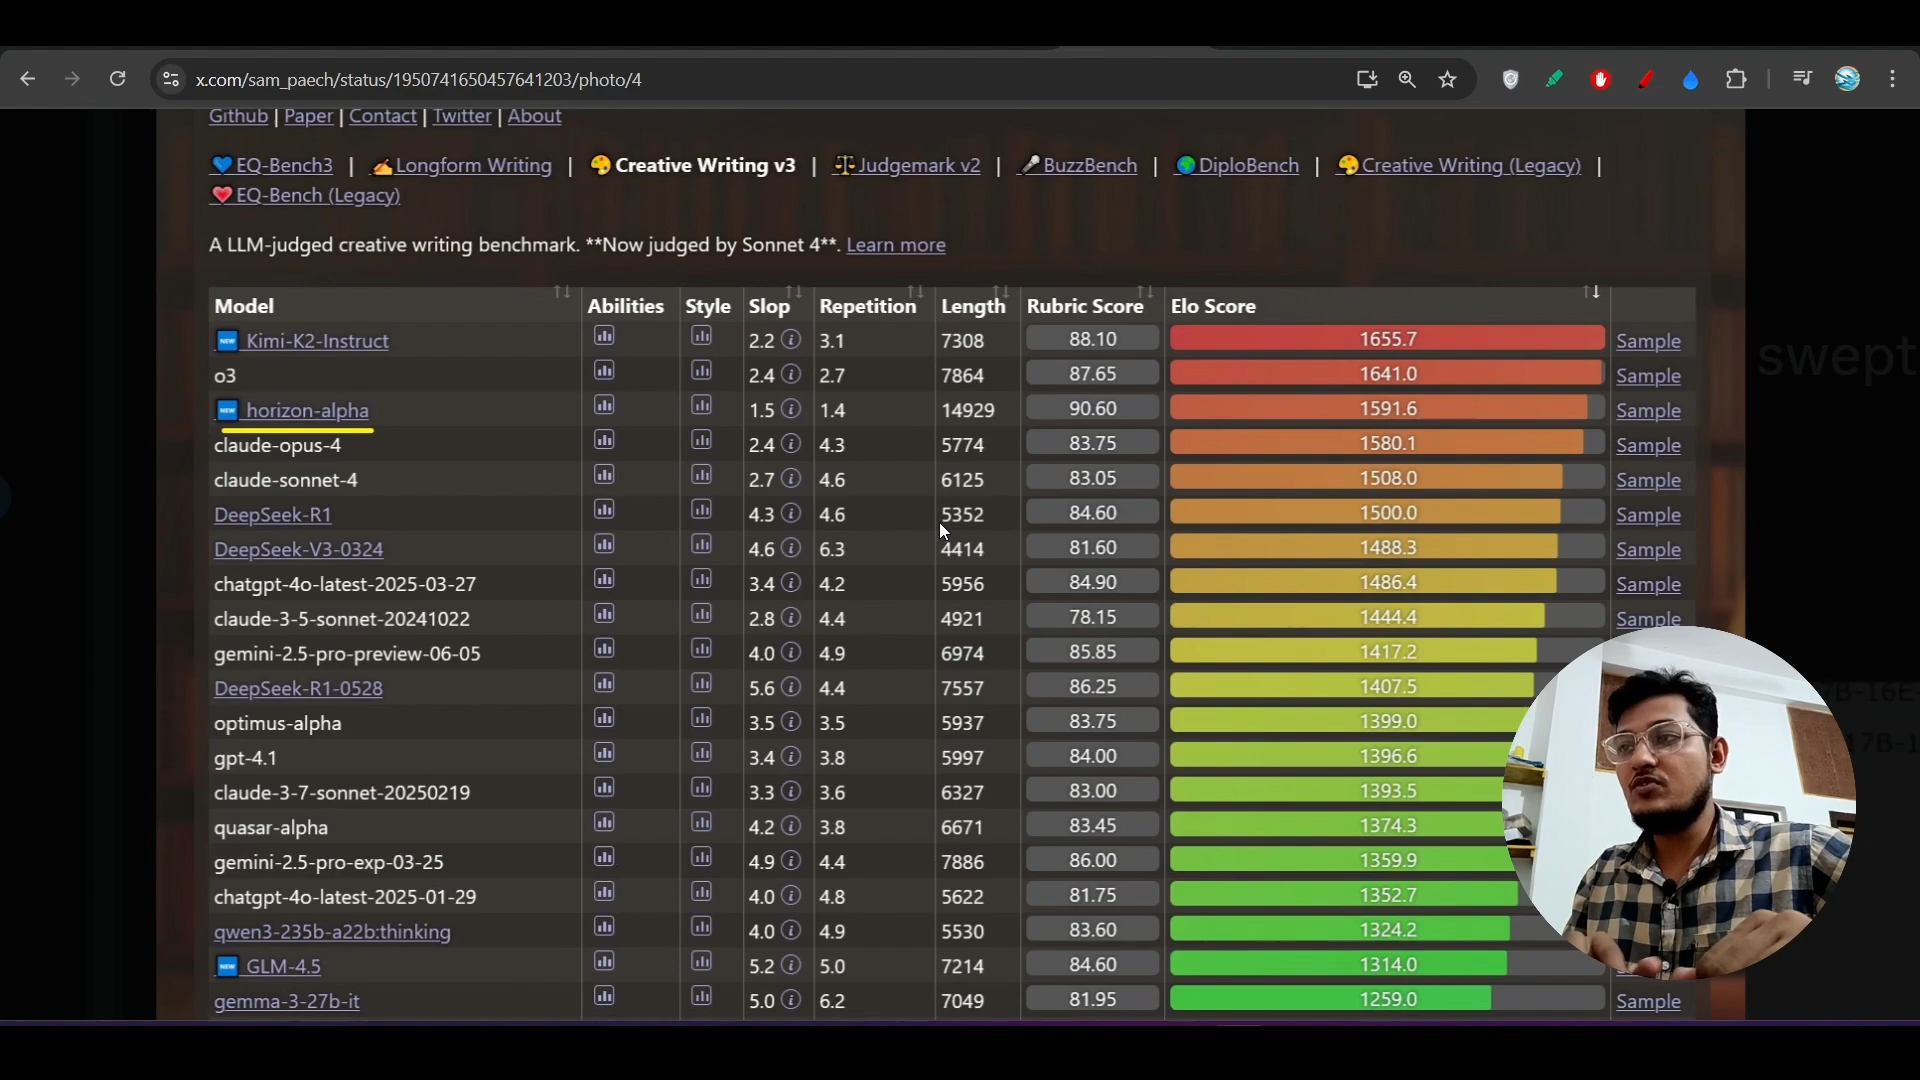 x.com/sam_paech/status/1950741650457641203/photo/4
Github | Paper | Contact | Twitter | About
EQ-Bench3 | Longform Writing | Creative Writing v3 | Judgemark v2 | BuzzBench | DiploBench | Creative Writing (Legacy) |
EQ-Bench (Legacy)
A LLM-judged creative writing benchmark. **Now judged by Sonnet 4**. Learn more
Model Abilities Style Slop Repetition Length Rubric Score Elo Score
NEW Kimi-K2-Instruct 2.2 3.1 7308 88.10 1655.7 Sample
o3 2.4 2.7 7864 87.65 1641.0 Sample
NEW horizon-alpha 1.5 1.4 14929 90.60 1591.6 Sample
claude-opus-4 2.4 4.3 5774 83.75 1580.1 Sample
claude-sonnet-4 2.7 4.6 6125 83.05 1508.0 Sample
DeepSeek-R1 4.3 4.6 5352 84.60 1500.0 Sample
DeepSeek-V3-0324 4.6 6.3 4414 81.60 1488.3 Sample
chatgpt-4o-latest-2025-03-27 3.4 4.2 5956 84.90 1486.4 Sample
claude-3-5-sonnet-20241022 2.8 4.4 4921 78.15 1444.4 Sample
gemini-2.5-pro-preview-06-05 4.0 4.9 6974 85.85 1417.2
DeepSeek-R1-0528 5.6 4.4 7557 86.25 1407.5
optimus-alpha 3.5 3.5 5937 83.75 1399.0
gpt-4.1 3.4 3.8 5997 84.00 1396.6
claude-3-7-sonnet-20250219 3.3 3.6 6327 83.00 1393.5
quasar-alpha 4.2 3.8 6671 83.45 1374.3
gemini-2.5-pro-exp-03-25 4.9 4.4 7886 86.00 1359.9
chatgpt-4o-latest-2025-01-29 4.0 4.8 5622 81.75 1352.7
qwen3-235b-a22b:thinking 4.0 4.9 5530 83.60 1324.2
NEW GLM-4.5 5.2 5.0 7214 84.60 1314.0
gemma-3-27b-it 5.0 6.2 7049 81.95 1259.0 Sample
swept